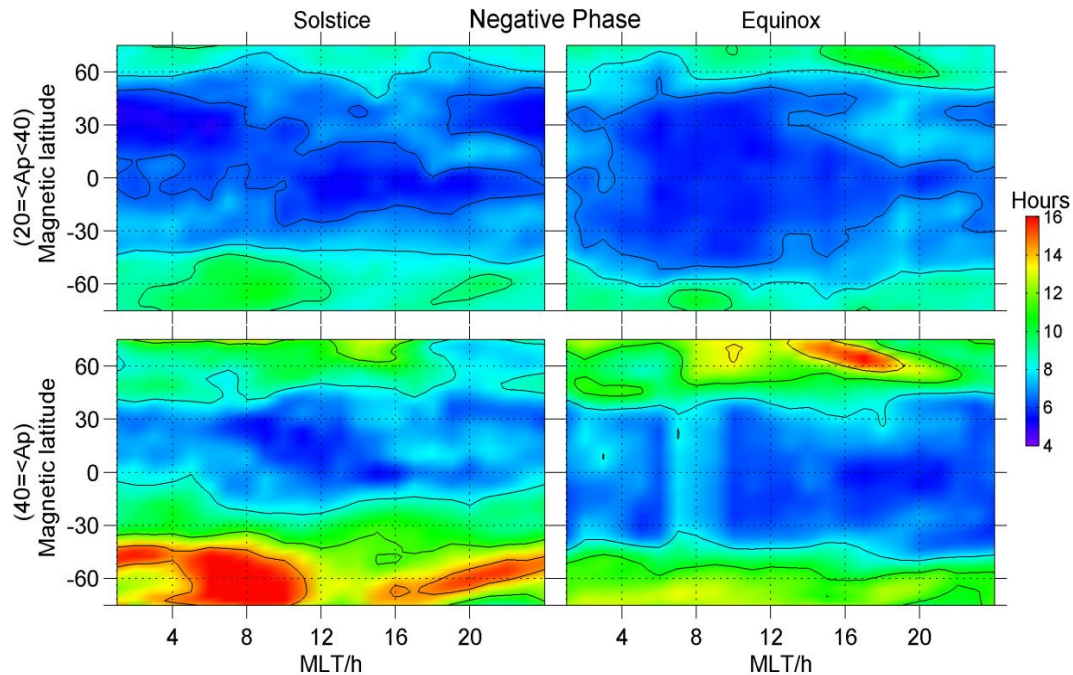 Solstice Negative Phase Equinox
(20=<Ap<40)
Magnetic latitude
60
30
0
-30
-60
Hours
16
14
12
10
8
6
4
(40=<Ap)
Magnetic latitude
60
30
0
-30
-60
4 8 12 16 20 4 8 12 16 20
MLT/h MLT/h